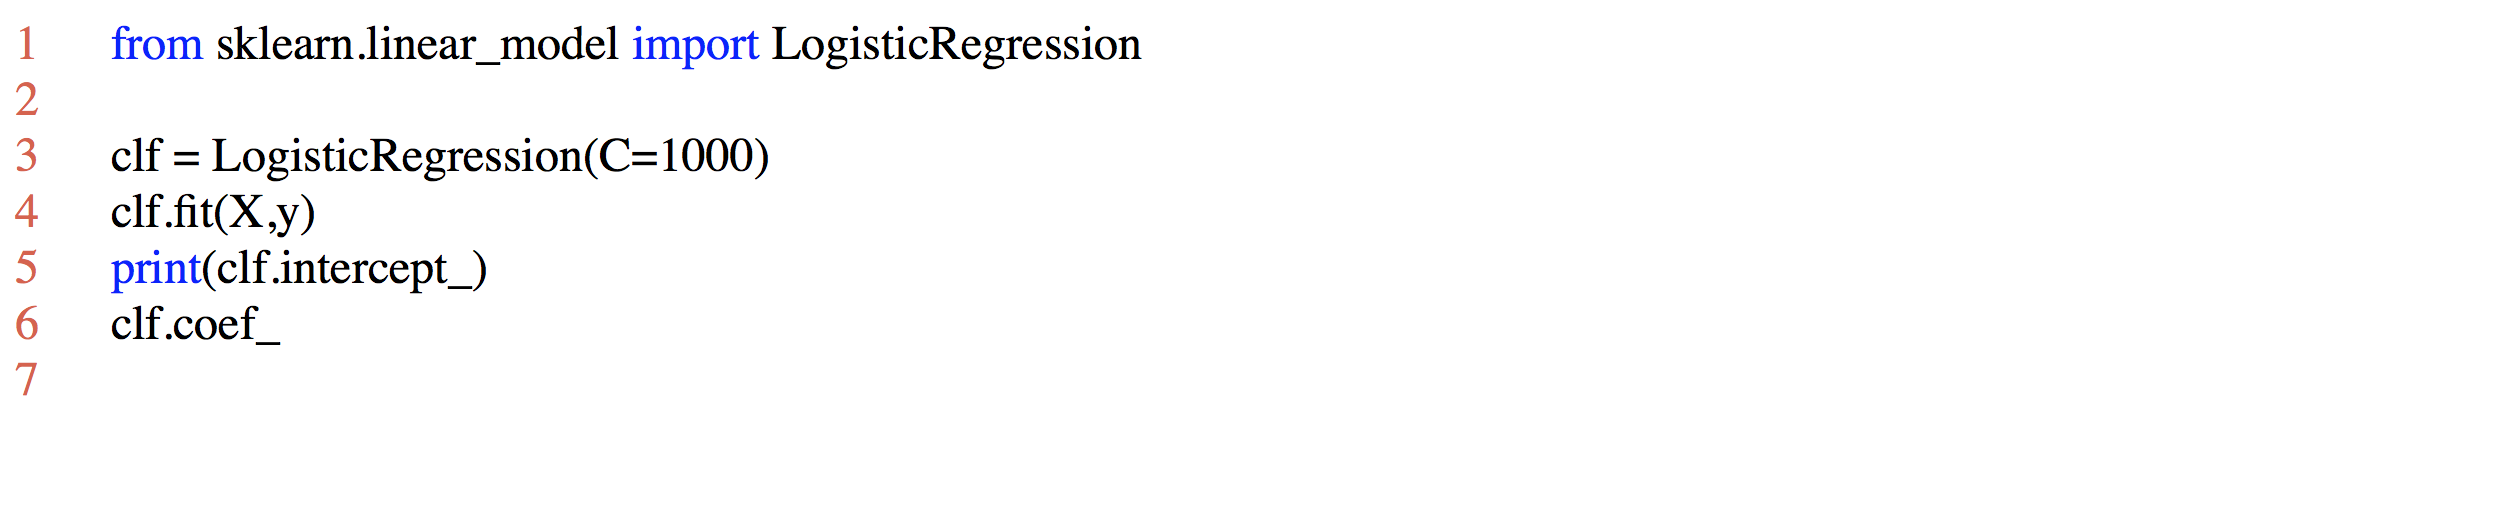 1 from sklearn.linear_model import LogisticRegression
2
3 clf = LogisticRegression(C=1000)
4 clf.fit(X,y)
5 print(clf.intercept_)
6 clf.coef_
7